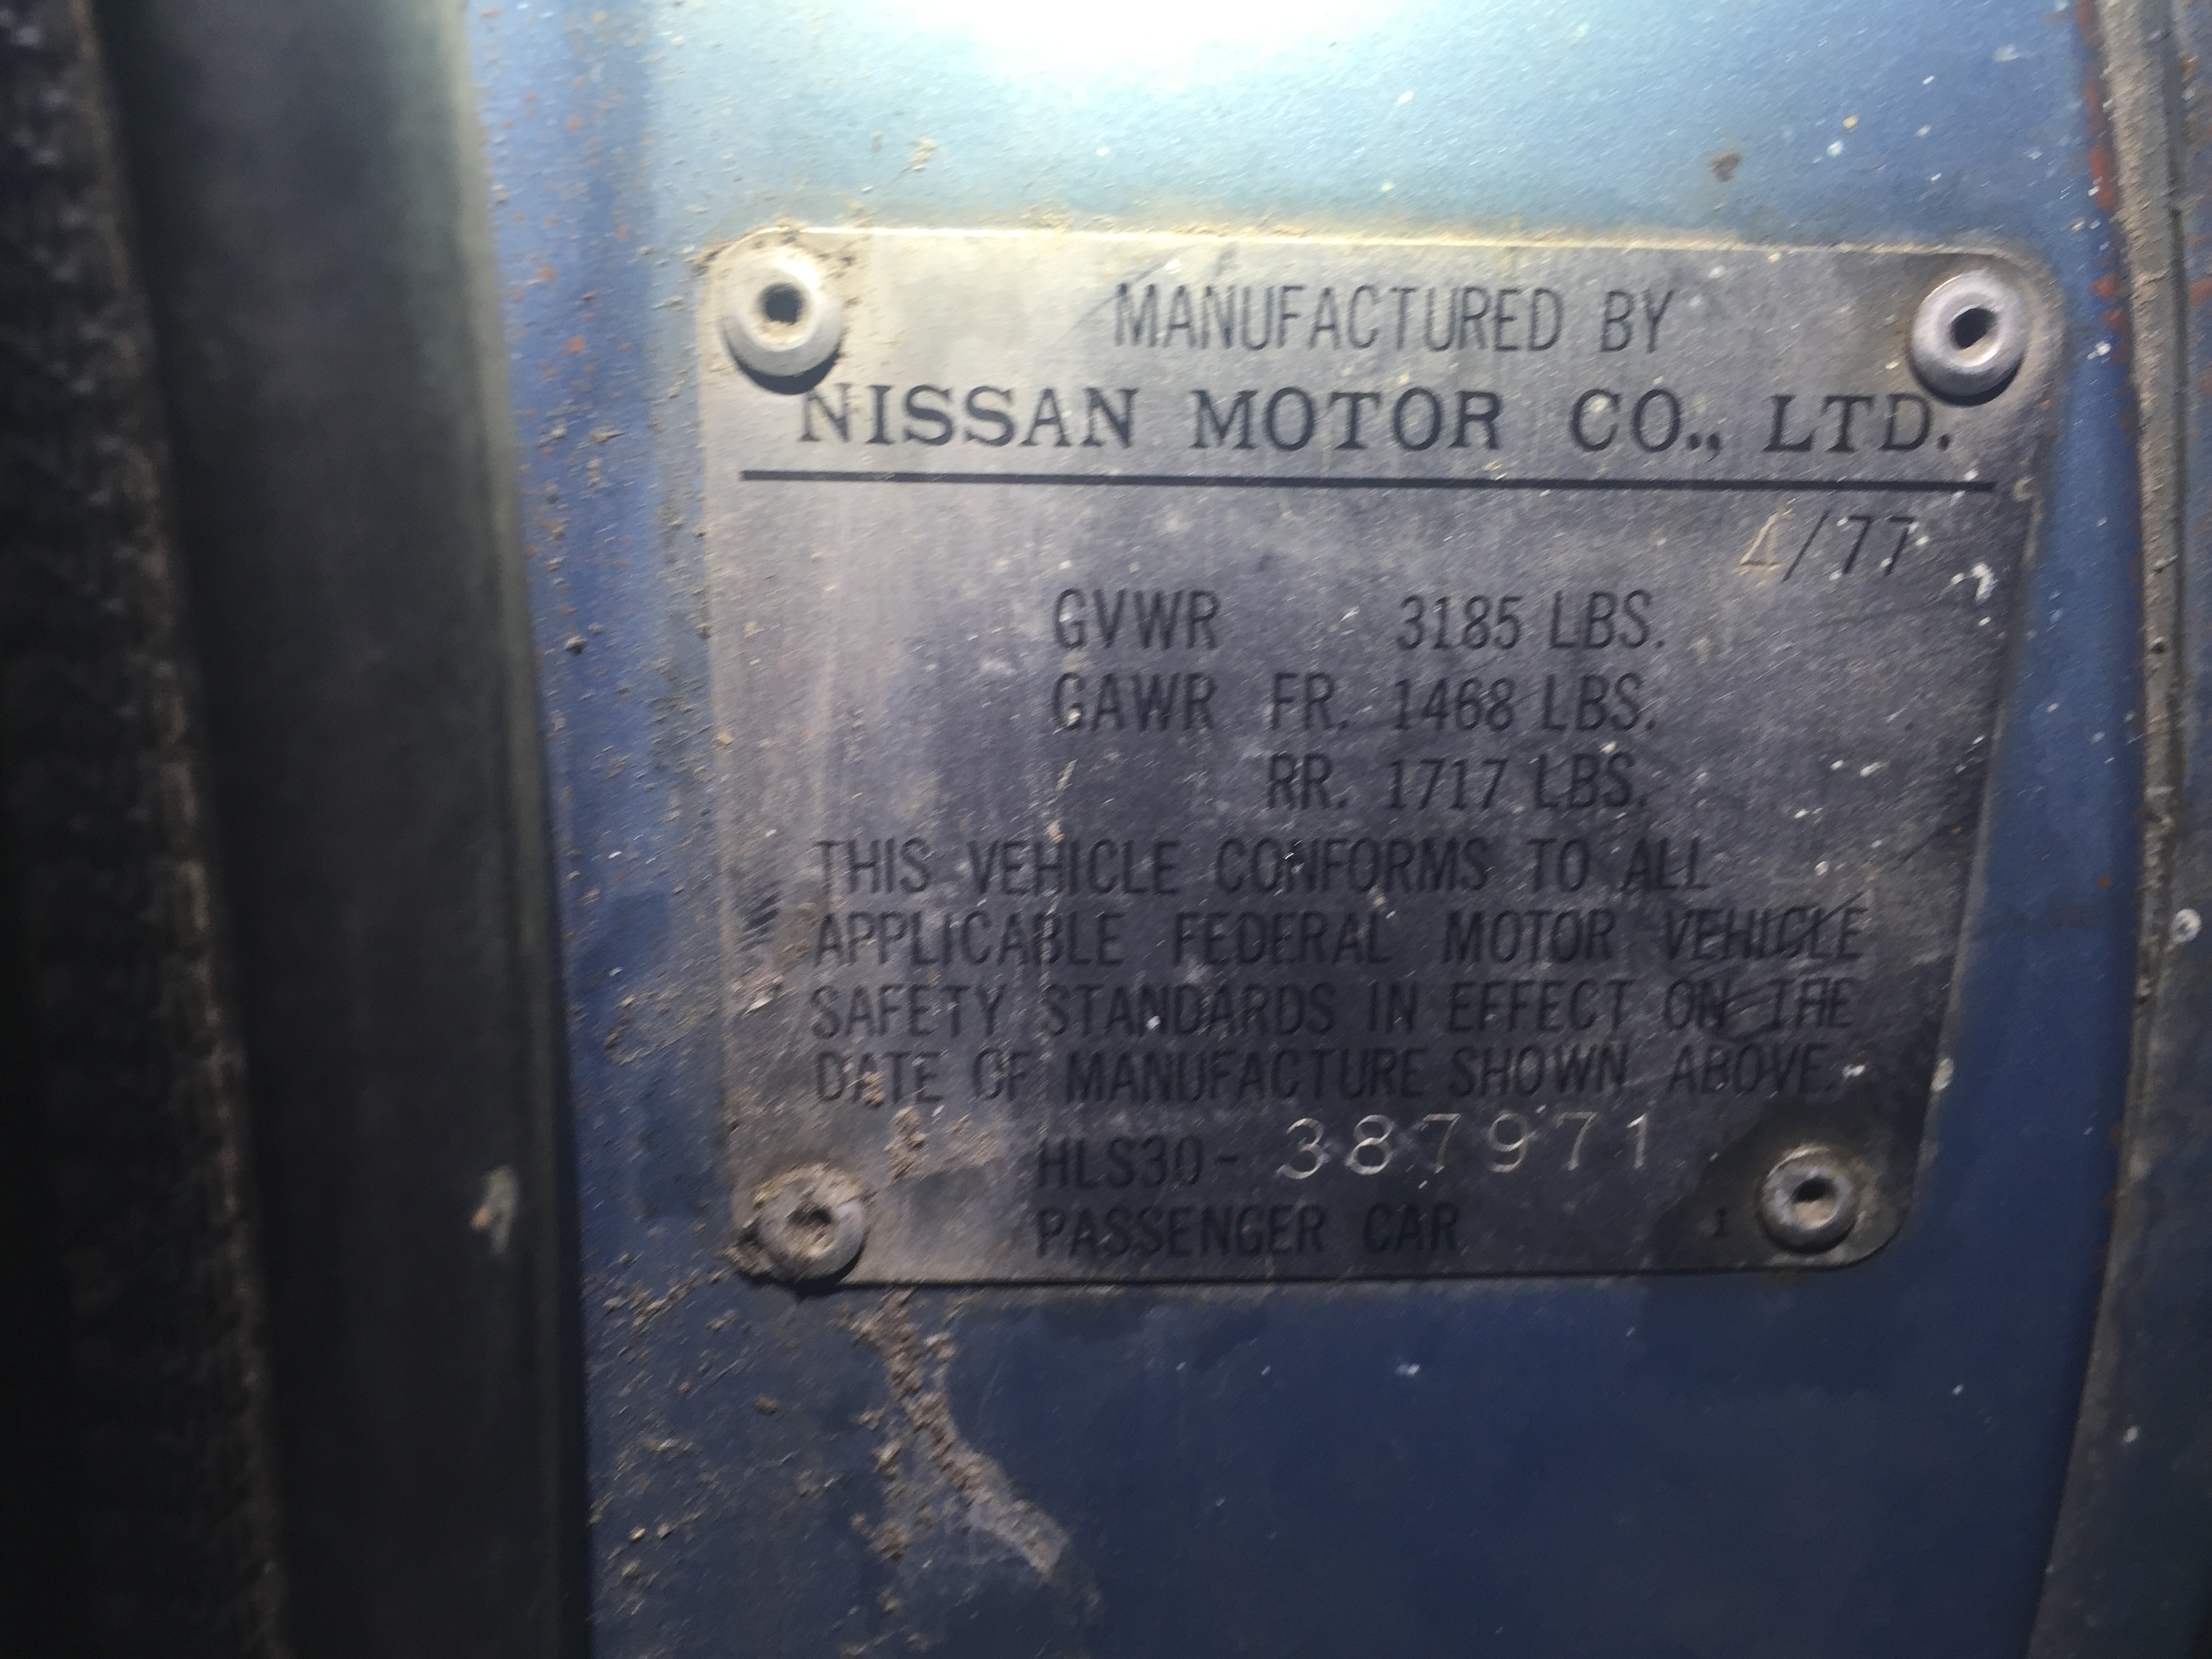 MANUFACTURED BY
NISSAN MOTOR CO., LTD.
4/77
GVWR 3185 LBS.
GAWR FR. 1468 LBS.
RR. 1717 LBS.
THIS VEHICLE CONFORMS TO ALL
APPLICABLE FEDERAL MOTOR VEHICLE
SAFETY STANDARDS IN EFFECT ON THE
DATE OF MANUFACTURE SHOWN ABOVE.
HLS30- 387971
PASSENGER CAR 1